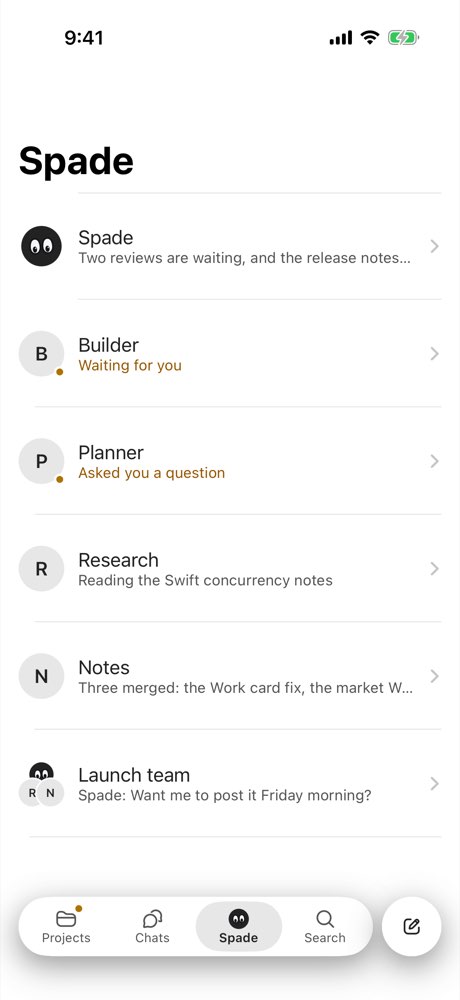 9:41
Spade
Spade
Two reviews are waiting, and the release notes...
B
Builder
Waiting for you
P
Planner
Asked you a question
R
Research
Reading the Swift concurrency notes
N
Notes
Three merged: the Work card fix, the market W...
R N
Launch team
Spade: Want me to post it Friday morning?
Projects Chats Spade Search